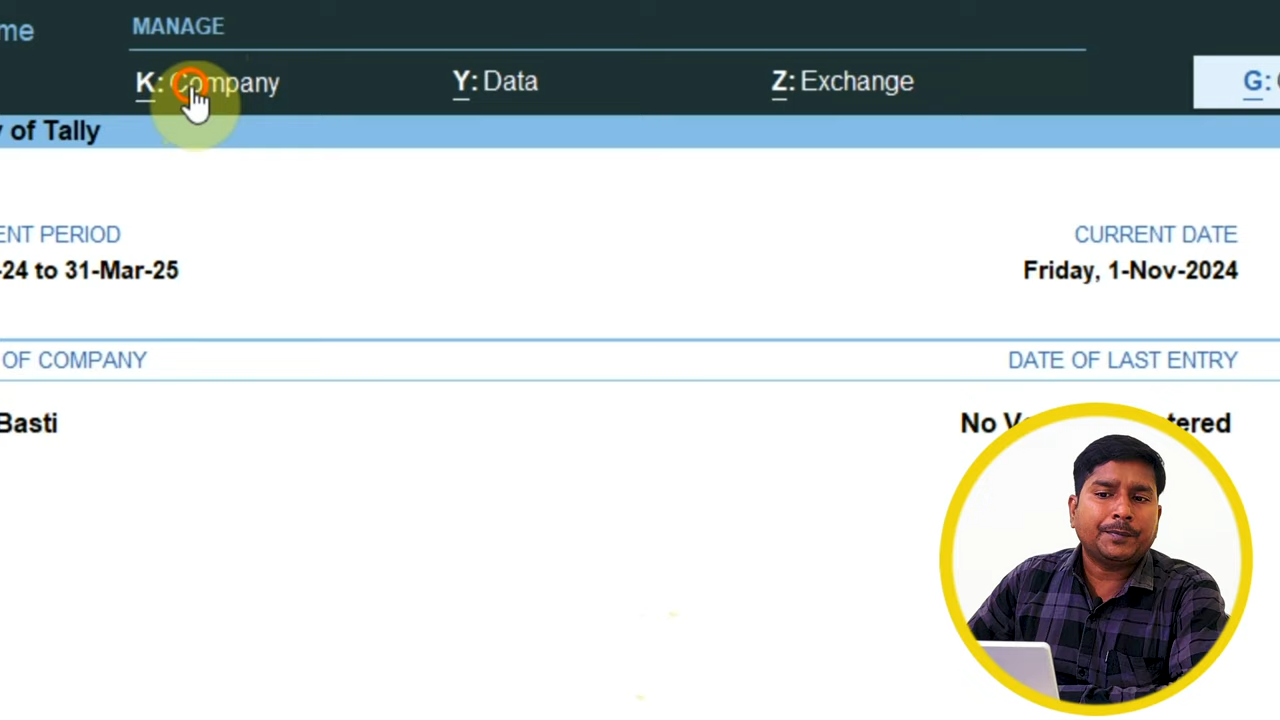 me
MANAGE
K: Company Y: Data Z: Exchange G:
of Tally
ENT PERIOD CURRENT DATE
-24 to 31-Mar-25 Friday, 1-Nov-2024
OF COMPANY DATE OF LAST ENTRY
Basti No tered